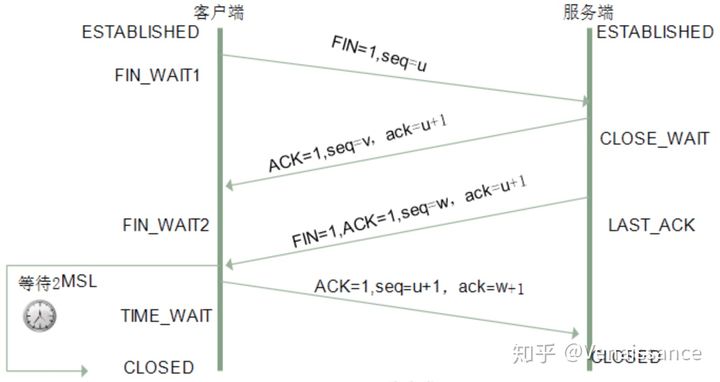 客户端
服务端
ESTABLISHED
ESTABLISHED
FIN=1,seq=u
FIN_WAIT1
ACK=1,seq=v，ack=u+1
CLOSE_WAIT
FIN_WAIT2
FIN=1,ACK=1,seq=w，ack=u+1
LAST_ACK
等待2MSL
ACK=1,seq=u+1，ack=w+1
TIME_WAIT
CLOSED
CLOSED
知乎 @Venaissance